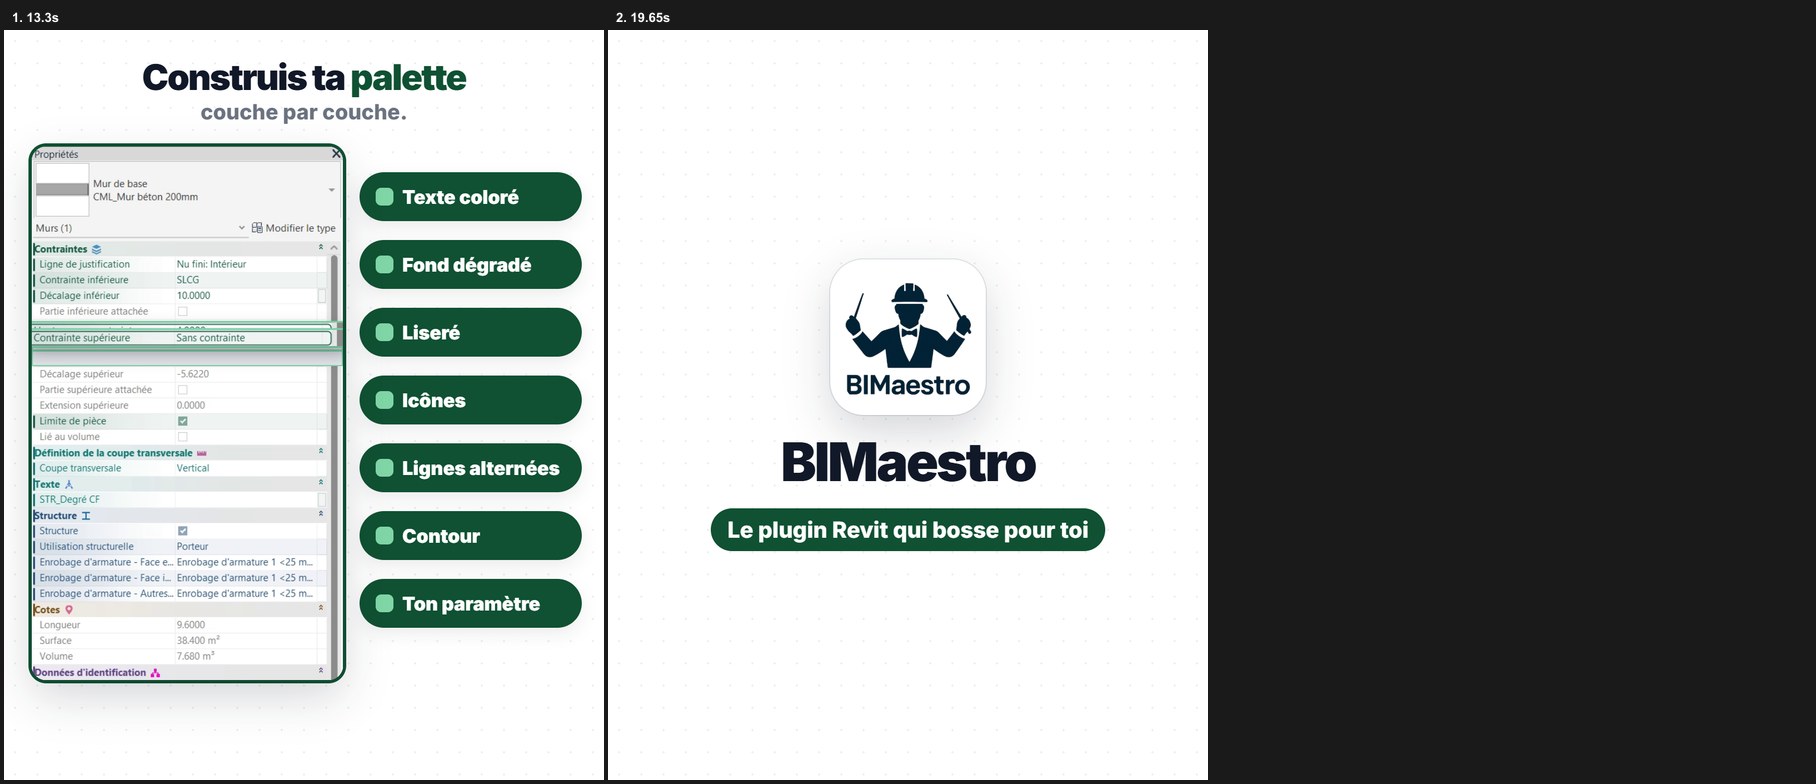 1. 13.3s
Construis ta palette
couche par couche.
Propriétés
Mur de base
CML_Mur béton 200mm
Murs (1)
Modifier le type
Contraintes
Ligne de justification Nu fini: Intérieur
Contrainte inférieure SLCG
Décalage inférieur 10.0000
Partie inférieure attachée
Contrainte supérieure Sans contrainte
Décalage supérieur -5.6220
Partie supérieure attachée
Extension supérieure 0.0000
Limite de pièce
Lié au volume
Définition de la coupe transversale
Coupe transversale Vertical
Texte
STR_Degré CF
Structure
Structure
Utilisation structurelle Porteur
Enrobage d'armature - Face e... Enrobage d'armature 1 <25 m...
Enrobage d'armature - Face i... Enrobage d'armature 1 <25 m...
Enrobage d'armature - Autres... Enrobage d'armature 1 <25 m...
Cotes
Longueur 9.6000
Surface 38.400 m²
Volume 7.680 m³
Données d'identification
Texte coloré
Fond dégradé
Liseré
Icônes
Lignes alternées
Contour
Ton paramètre
2. 19.65s
BIMaestro
BIMaestro
Le plugin Revit qui bosse pour toi